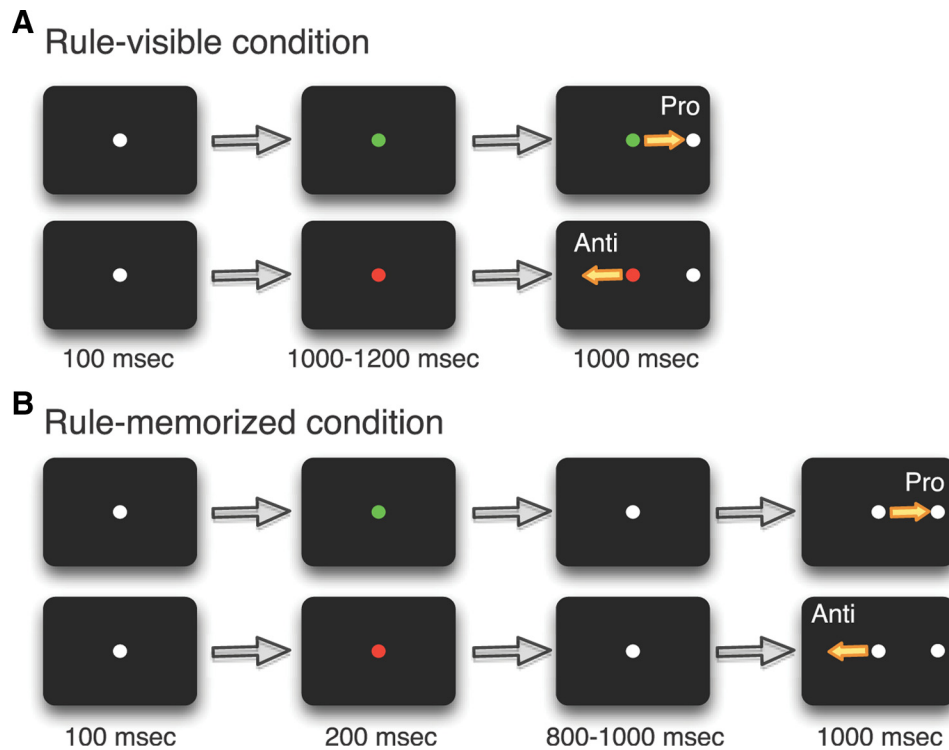 A
Rule-visible condition
Pro
Anti
100 msec
1000-1200 msec
1000 msec
B
Rule-memorized condition
Pro
Anti
100 msec
200 msec
800-1000 msec
1000 msec